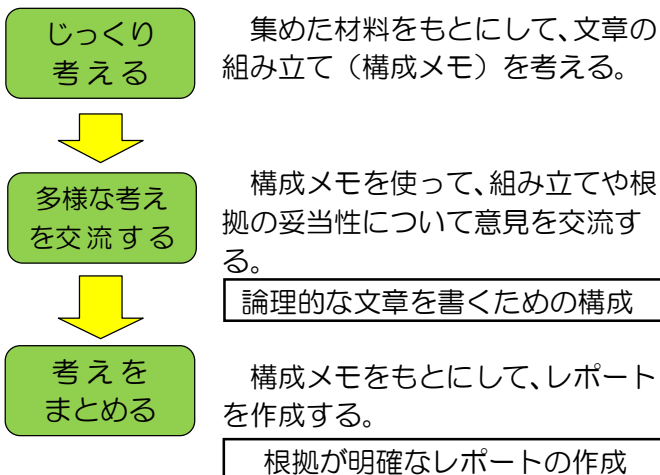 じっくり
考える
集めた材料をもとにして、文章の
組み立て（構成メモ）を考える。
多様な考え
を交流する
構成メモを使って、組み立てや根
拠の妥当性について意見を交流す
る。
論理的な文章を書くための構成
考えを
まとめる
構成メモをもとにして、レポート
を作成する。
根拠が明確なレポートの作成